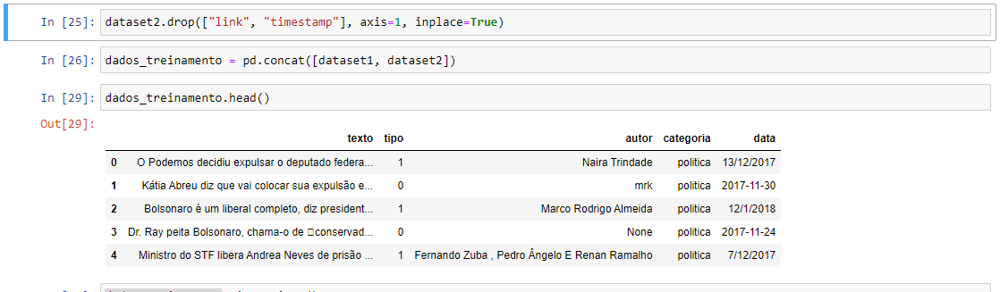 In [25]: dataset2.drop(["link", "timestamp"], axis=1, inplace=True)
In [26]: dados_treinamento = pd.concat([dataset1, dataset2])
In [29]: dados_treinamento.head()
Out[29]:
texto tipo autor categoria data
0 O Podemos decidiu expulsar o deputado federa... 1 Naira Trindade politica 13/12/2017
1 Kátia Abreu diz que vai colocar sua expulsão e... 0 mrk politica 2017-11-30
2 Bolsonaro é um liberal completo, diz president... 1 Marco Rodrigo Almeida politica 12/1/2018
3 Dr. Ray peita Bolsonaro, chama-o de conservad... 0 None politica 2017-11-24
4 Ministro do STF libera Andrea Neves de prisão ... 1 Fernando Zuba , Pedro Ângelo E Renan Ramalho politica 7/12/2017